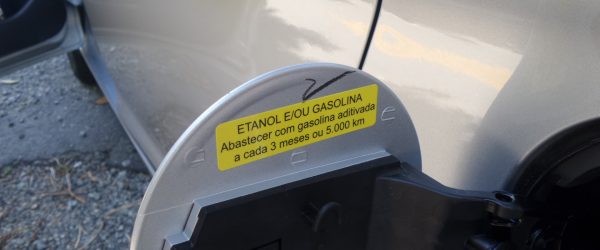 ETANOL E/OU GASOLINA
Abastecer com gasolina aditivada
a cada 3 meses ou 5.000 km